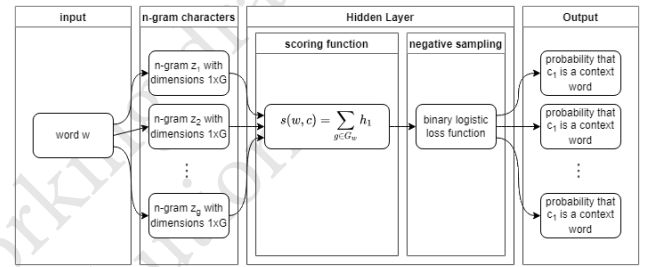 input
n-gram characters
Hidden Layer
Output
scoring function
negative sampling
word w
n-gram z₁ with
dimensions 1xG
n-gram z₂ with
dimensions 1xG
⋮
n-gram z_g with
dimensions 1xG
s(w, c) = ∑_{g∈G_w} h₁
binary logistic
loss function
probability that
c₁ is a context
word
probability that
c₁ is a context
word
⋮
probability that
c₁ is a context
word